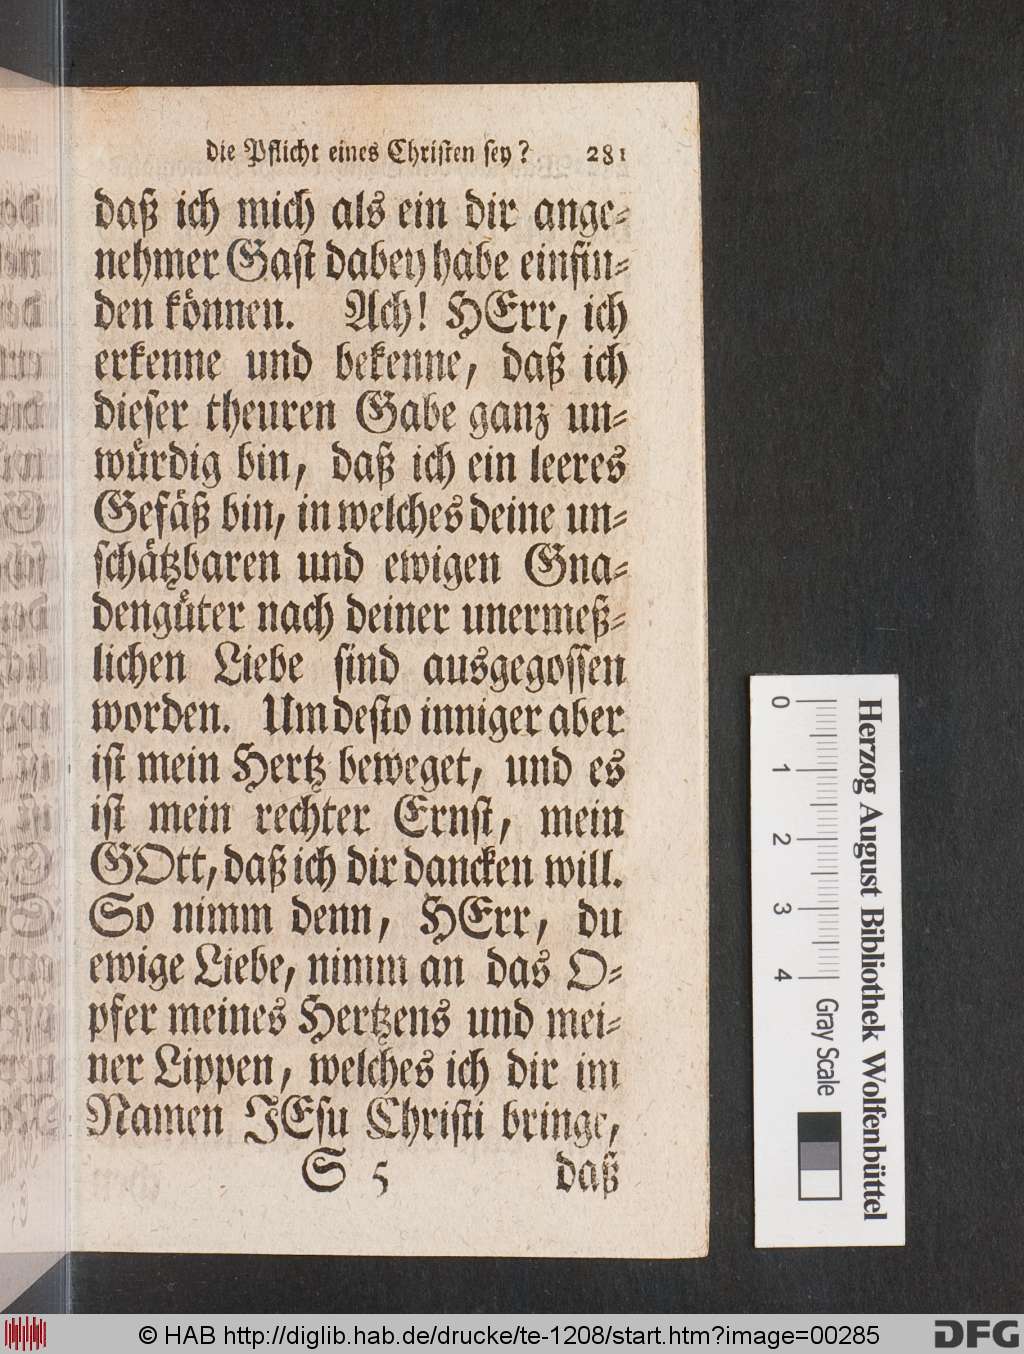 die Pflicht eines Christen sey? 281
daß ich mich als ein dir ange-
nehmer Gast dabey habe einfin-
den können. Ach! HErr, ich
erkenne und bekenne, daß ich
dieser theuren Gabe ganz un-
würdig bin, daß ich ein leeres
Gefäß bin, in welches deine un-
schätzbaren und ewigen Gna-
dengüter nach deiner unermeß-
lichen Liebe sind ausgegossen
worden. Um desto inniger aber
ist mein Hertz beweget, und es
ist mein rechter Ernst, mein
GOtt, daß ich dir dancken will.
So nimm denn, HErr, du
ewige Liebe, nimm an das O-
pfer meines Hertzens und mei-
ner Lippen, welches ich dir im
Namen JEsu Christi bringe,
S 5 daß
Herzog August Bibliothek Wolfenbüttel
0 1 2 3 4 Gray Scale
© HAB http://diglib.hab.de/drucke/te-1208/start.htm?image=00285
DFG